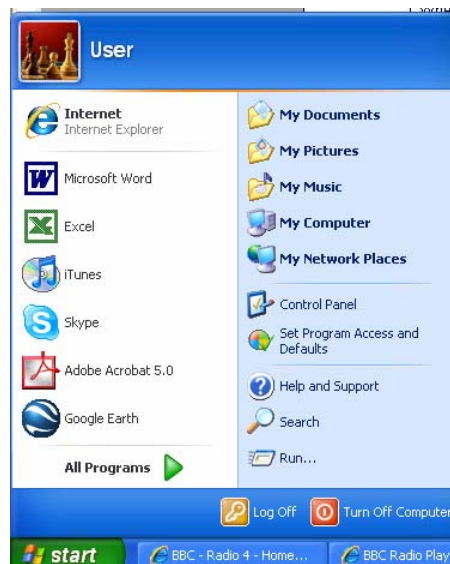 User
Internet
Internet Explorer
Microsoft Word
Excel
iTunes
Skype
Adobe Acrobat 5.0
Google Earth
All Programs
My Documents
My Pictures
My Music
My Computer
My Network Places
Control Panel
Set Program Access and
Defaults
Help and Support
Search
Run...
Log Off
Turn Off Computer
start
BBC - Radio 4 - Home...
BBC Radio Play